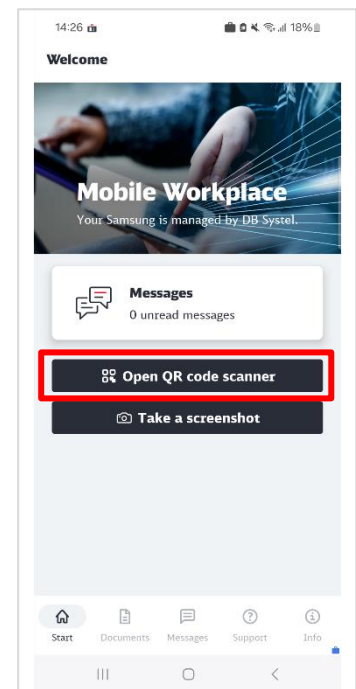 14:26
18%
Welcome
Mobile Workplace
Your Samsung is managed by DB Systel.
Messages
0 unread messages
Open QR code scanner
Take a screenshot
Start Documents Messages Support Info